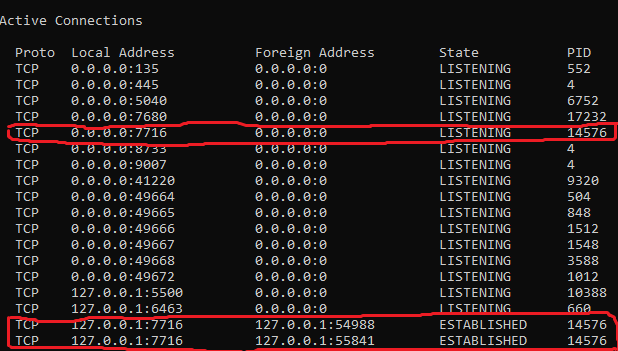 Active Connections
Proto Local Address Foreign Address State PID
TCP 0.0.0.0:135 0.0.0.0:0 LISTENING 552
TCP 0.0.0.0:445 0.0.0.0:0 LISTENING 4
TCP 0.0.0.0:5040 0.0.0.0:0 LISTENING 6752
TCP 0.0.0.0:7680 0.0.0.0:0 LISTENING 17232
TCP 0.0.0.0:7716 0.0.0.0:0 LISTENING 14576
TCP 0.0.0.0:8733 0.0.0.0:0 LISTENING 4
TCP 0.0.0.0:9007 0.0.0.0:0 LISTENING 4
TCP 0.0.0.0:41220 0.0.0.0:0 LISTENING 9320
TCP 0.0.0.0:49664 0.0.0.0:0 LISTENING 504
TCP 0.0.0.0:49665 0.0.0.0:0 LISTENING 848
TCP 0.0.0.0:49666 0.0.0.0:0 LISTENING 1512
TCP 0.0.0.0:49667 0.0.0.0:0 LISTENING 1548
TCP 0.0.0.0:49668 0.0.0.0:0 LISTENING 3588
TCP 0.0.0.0:49672 0.0.0.0:0 LISTENING 1012
TCP 127.0.0.1:5500 0.0.0.0:0 LISTENING 10388
TCP 127.0.0.1:6463 0.0.0.0:0 LISTENING 660
TCP 127.0.0.1:7716 127.0.0.1:54988 ESTABLISHED 14576
TCP 127.0.0.1:7716 127.0.0.1:55841 ESTABLISHED 14576